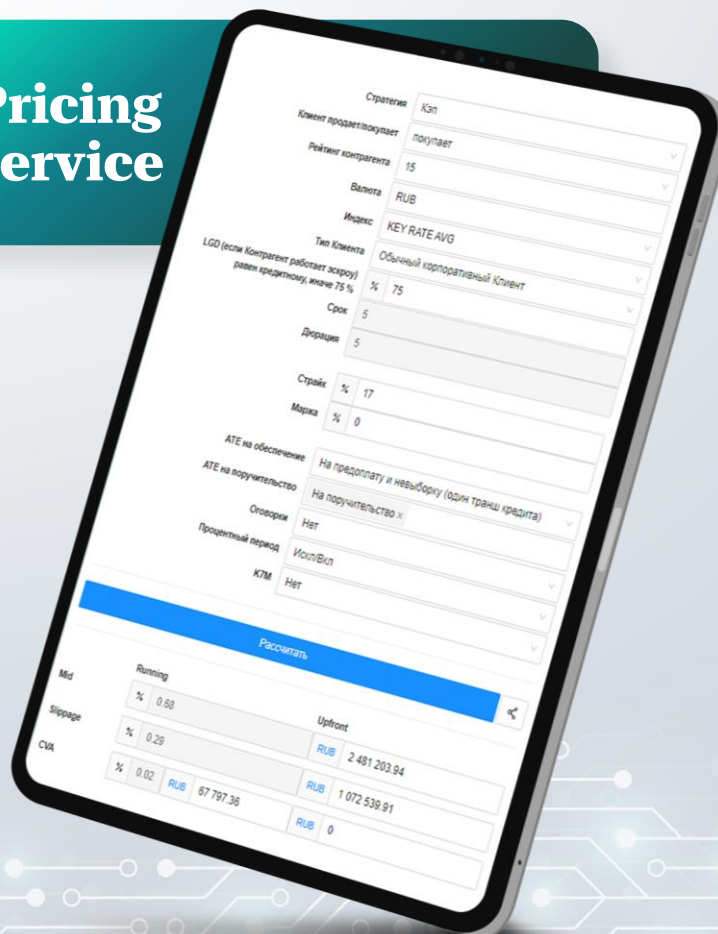 Pricing
Service
Стратегия Кэп
Клиент продает/покупает покупает
Рейтинг контрагента 15
Валюта RUB
Индекс KEY RATE AVG
Тип Клиента Обычный корпоративный Клиент
LGD (если Контрагент работает эскроу)
равен кредитному, иначе 75 % % 75
Срок 5
Дюрация 5
Страйк % 17
Маржа % 0
ATE на обеспечение На предоплату и невыборку (один транш кредита)
ATE на поручительство На поручительство ×
Оговорки Нет
Процентный период Искл/Вкл
K7M Нет
Рассчитать
Running Upfront
Mid % 0.68 RUB 2 481 203.94
Slippage % 0.29 RUB 1 072 539.91
CVA % 0.02 RUB 67 797.36 RUB 0